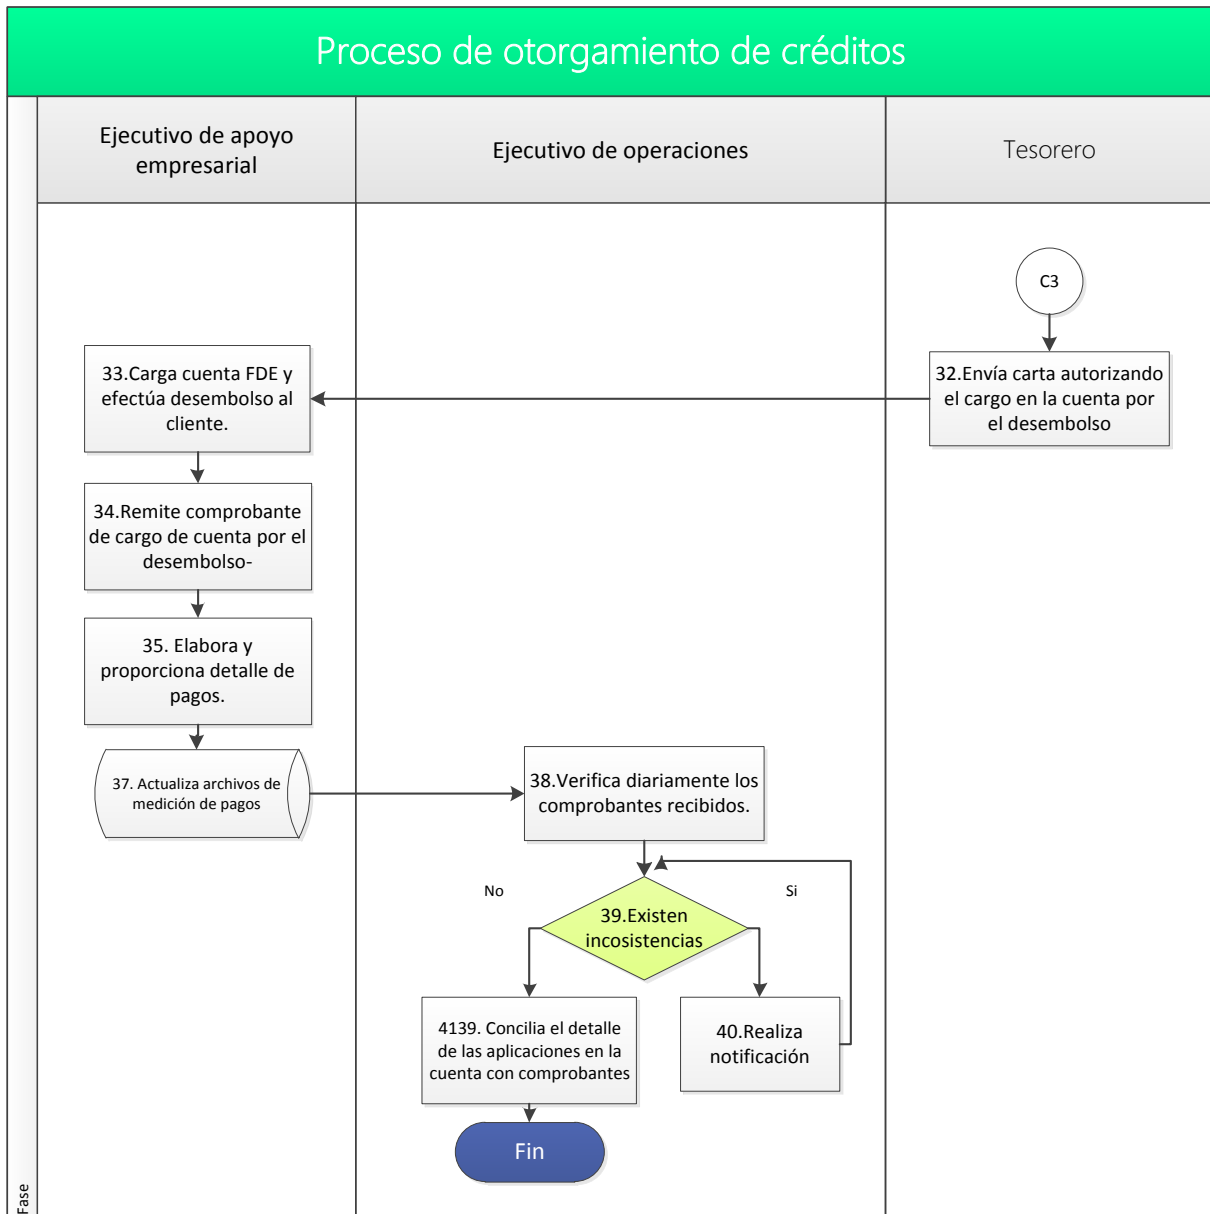 Proceso de otorgamiento de créditos
Ejecutivo de apoyo
empresarial
Ejecutivo de operaciones
Tesorero
C3
32.Envía carta autorizando
el cargo en la cuenta por
el desembolso
33.Carga cuenta FDE y
efectúa desembolso al
cliente.
34.Remite comprobante
de cargo de cuenta por el
desembolso-
35. Elabora y
proporciona detalle de
pagos.
37. Actualiza archivos de
medición de pagos
38.Verifica diariamente los
comprobantes recibidos.
No
Si
39.Existen
incosistencias
4139. Concilia el detalle
de las aplicaciones en la
cuenta con comprobantes
40.Realiza
notificación
Fin
Fase